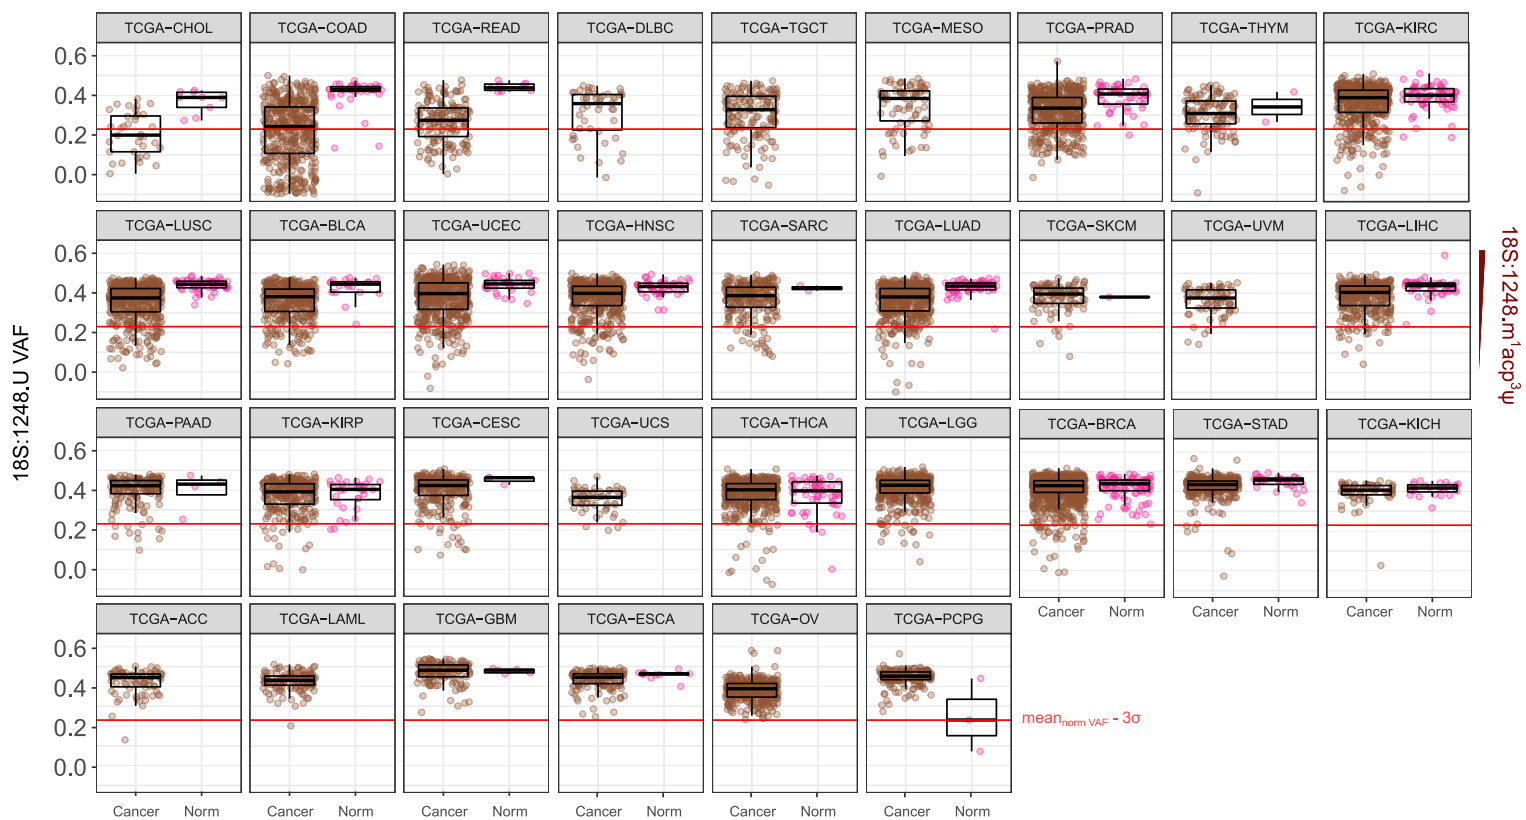 TCGA−CHOL TCGA−COAD TCGA−READ TCGA−DLBC TCGA−TGCT TCGA−MESO TCGA−PRAD TCGA−THYM TCGA−KIRC
0.6
0.4
0.2
0.0
TCGA−LUSC TCGA−BLCA TCGA−UCEC TCGA−HNSC TCGA−SARC TCGA−LUAD TCGA−SKCM TCGA−UVM TCGA−LIHC
0.6
0.4
0.2
0.0
18S:1248.U VAF
18S:1248.m¹acp³Ψ
TCGA−PAAD TCGA−KIRP TCGA−CESC TCGA−UCS TCGA−THCA TCGA−LGG TCGA−BRCA TCGA−STAD TCGA−KICH
0.6
0.4
0.2
0.0
Cancer Norm Cancer Norm Cancer Norm
TCGA−ACC TCGA−LAML TCGA−GBM TCGA−ESCA TCGA−OV TCGA−PCPG
0.6
0.4
0.2
0.0
mean norm VAF - 3σ
Cancer Norm Cancer Norm Cancer Norm Cancer Norm Cancer Norm Cancer Norm